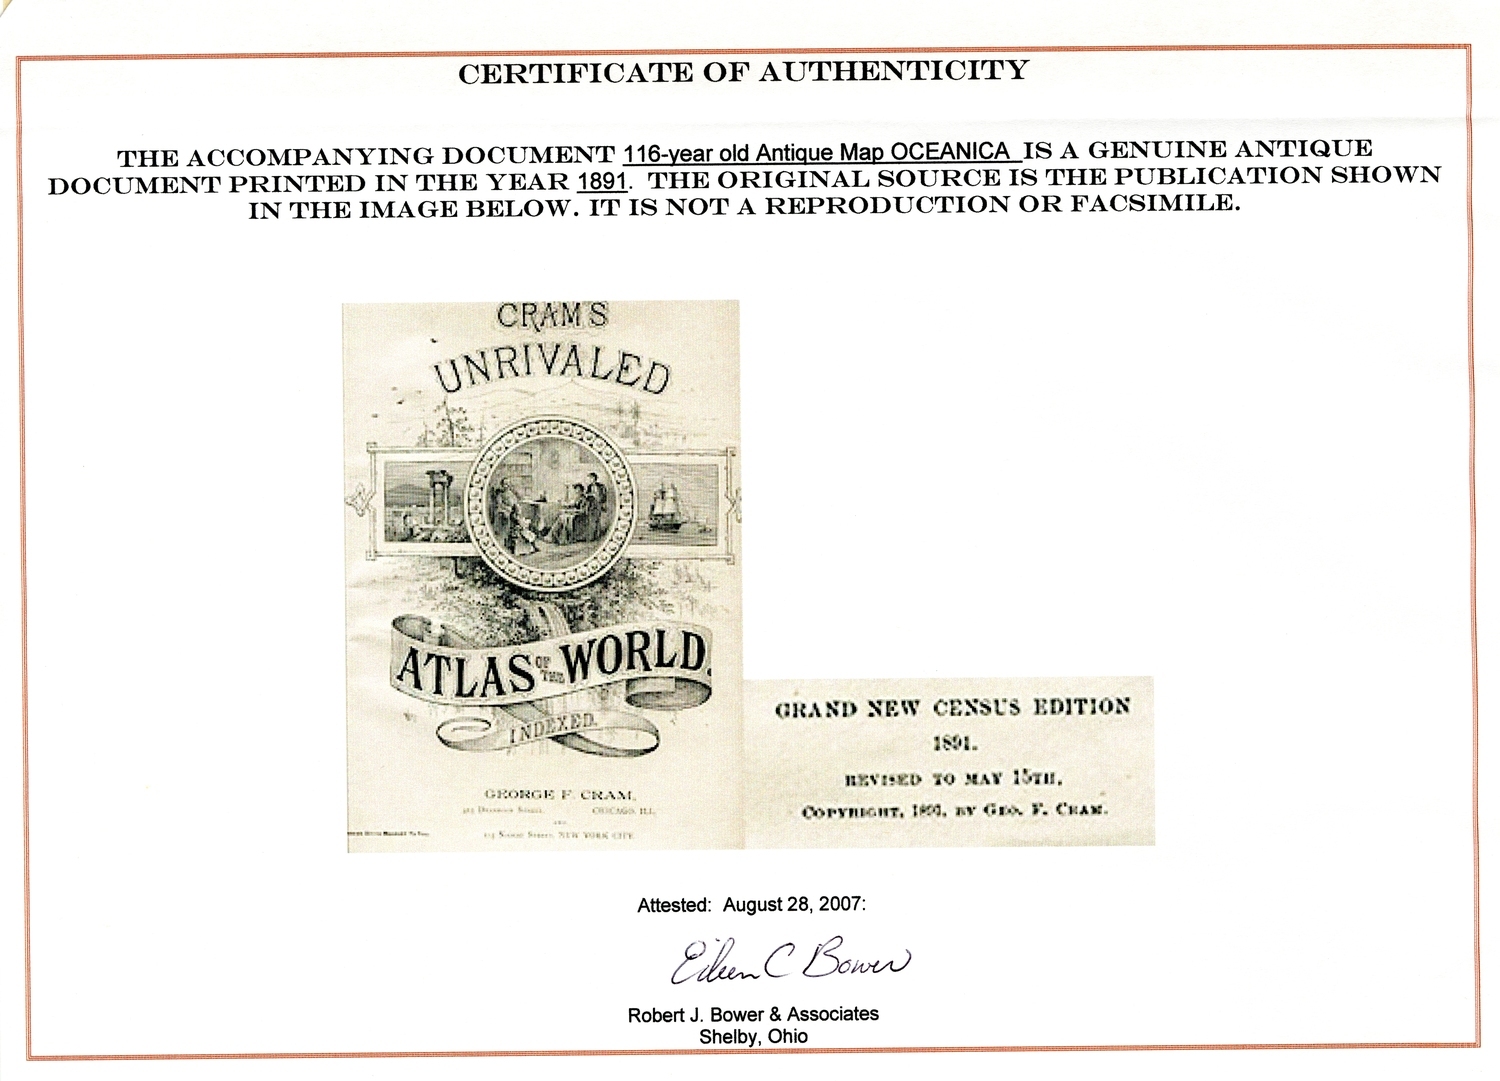 CERTIFICATE OF AUTHENTICITY
THE ACCOMPANYING DOCUMENT 116-year old Antique Map OCEANICA IS A GENUINE ANTIQUE
DOCUMENT PRINTED IN THE YEAR 1891. THE ORIGINAL SOURCE IS THE PUBLICATION SHOWN
IN THE IMAGE BELOW. IT IS NOT A REPRODUCTION OR FACSIMILE.
CRAM'S
UNRIVALED
ATLAS OF THE WORLD.
INDEXED.
GEORGE F. CRAM,
Street, CHICAGO, ILL.
AND
Street, NEW YORK CITY
GRAND NEW CENSUS EDITION
1891.
REVISED TO MAY 15TH,
COPYRIGHT, 1891, BY GEO. F. CRAM.
Attested: August 28, 2007:
Eileen C Bower
Robert J. Bower & Associates
Shelby, Ohio